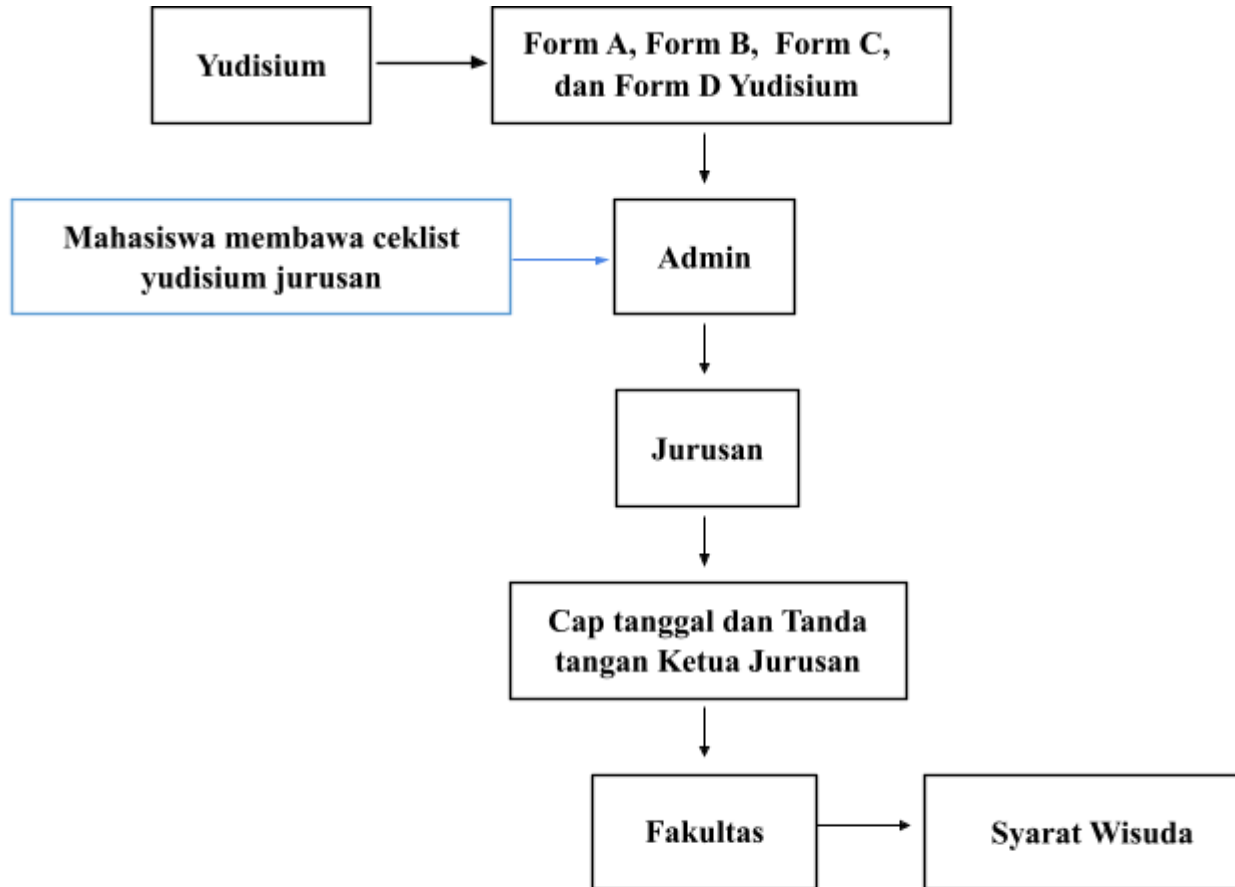 Yudisium
Form A, Form B,  Form C,
dan Form D Yudisium
Mahasiswa membawa ceklist
yudisium jurusan
Admin
Jurusan
Cap tanggal dan Tanda
tangan Ketua Jurusan
Fakultas
Syarat Wisuda